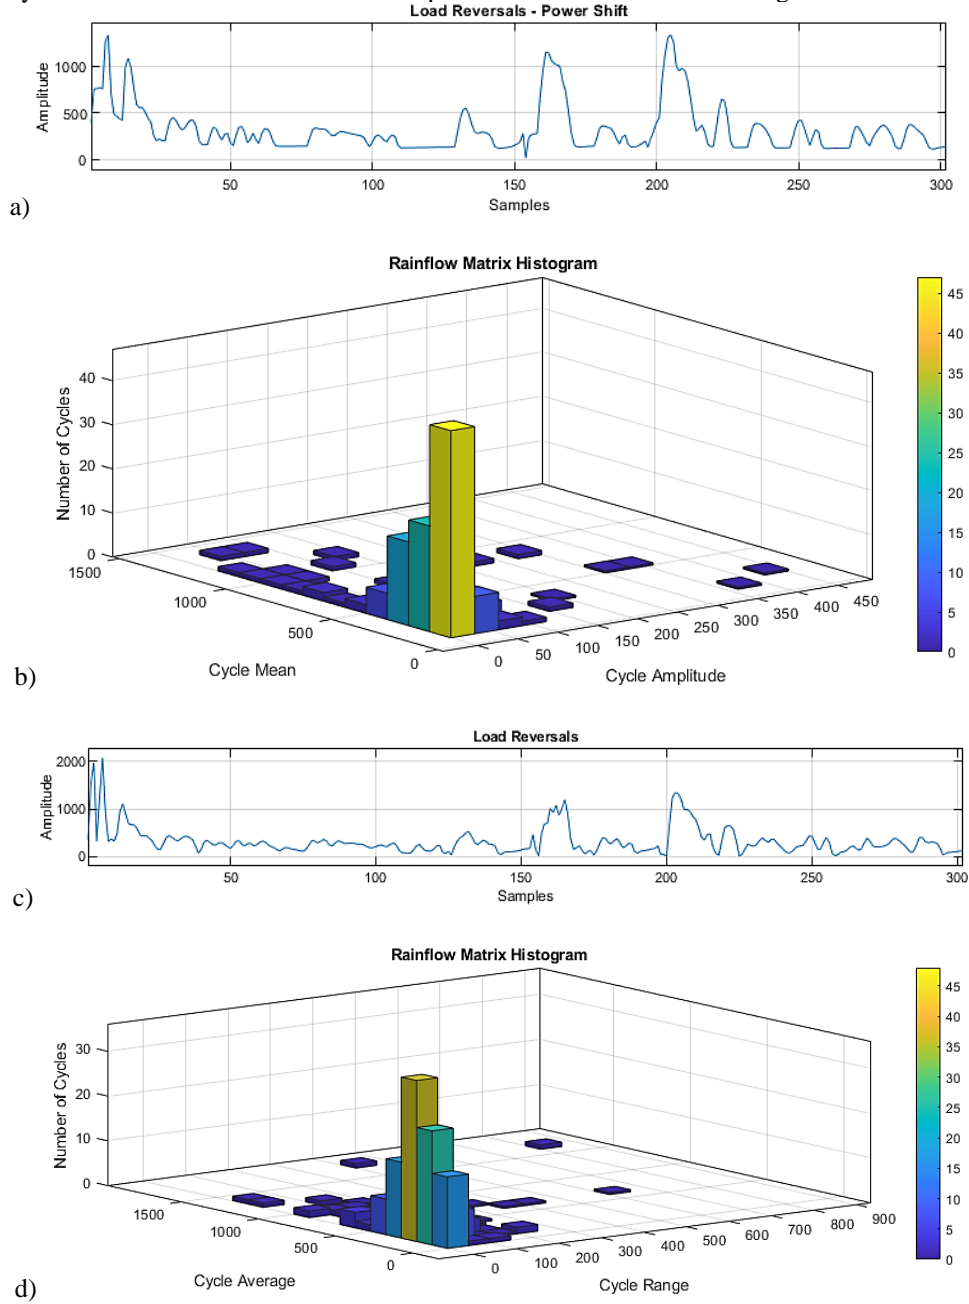 Load Reversals - Power Shift
Amplitude
1000
500
0
50 100 150 200 250 300
Samples
a)
Rainflow Matrix Histogram
Number of Cycles
40
30
20
10
0
1500
1000
500
0
Cycle Mean
0 50 100 150 200 250 300 350 400 450
Cycle Amplitude
45
40
35
30
25
20
15
10
5
0
b)
Load Reversals
Amplitude
2000
1000
0
50 100 150 200 250 300
Samples
c)
Rainflow Matrix Histogram
Number of Cycles
30
20
10
0
1500
1000
500
0
Cycle Average
0 100 200 300 400 500 600 700 800 900
Cycle Range
45
40
35
30
25
20
15
10
5
0
d)